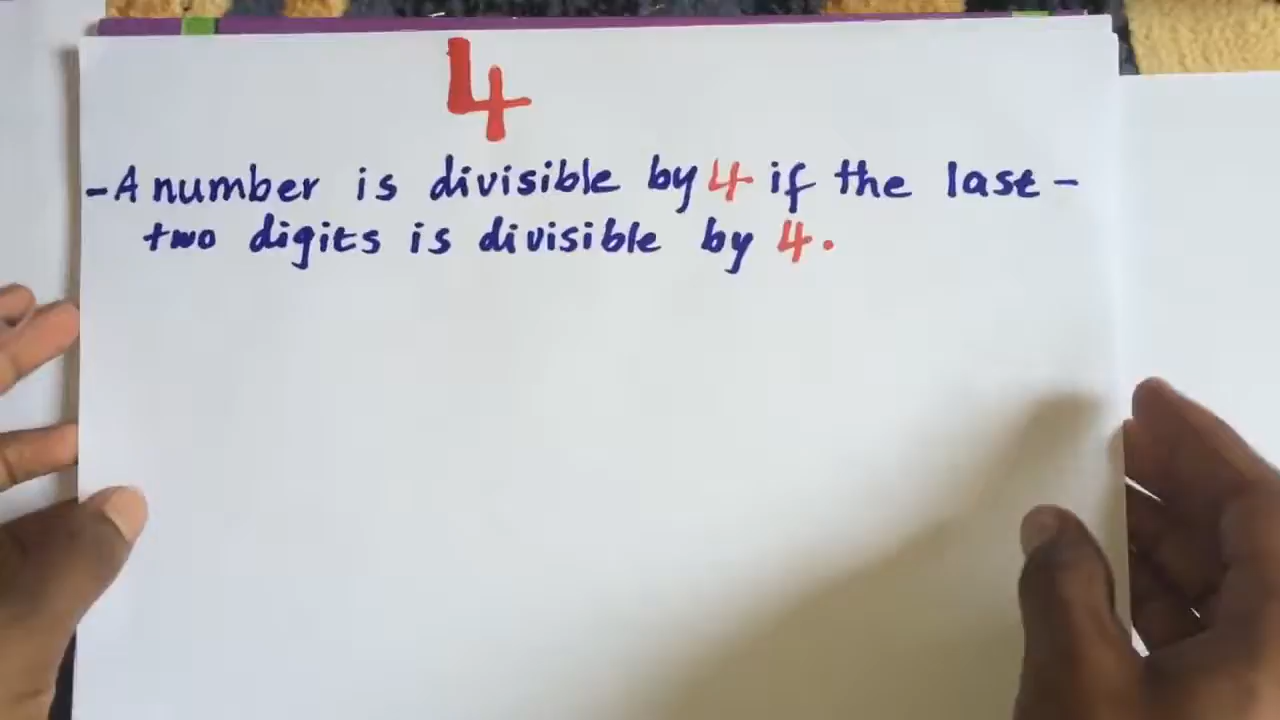 4
- A number is divisible by 4 if the last -
two digits is divisible by 4.